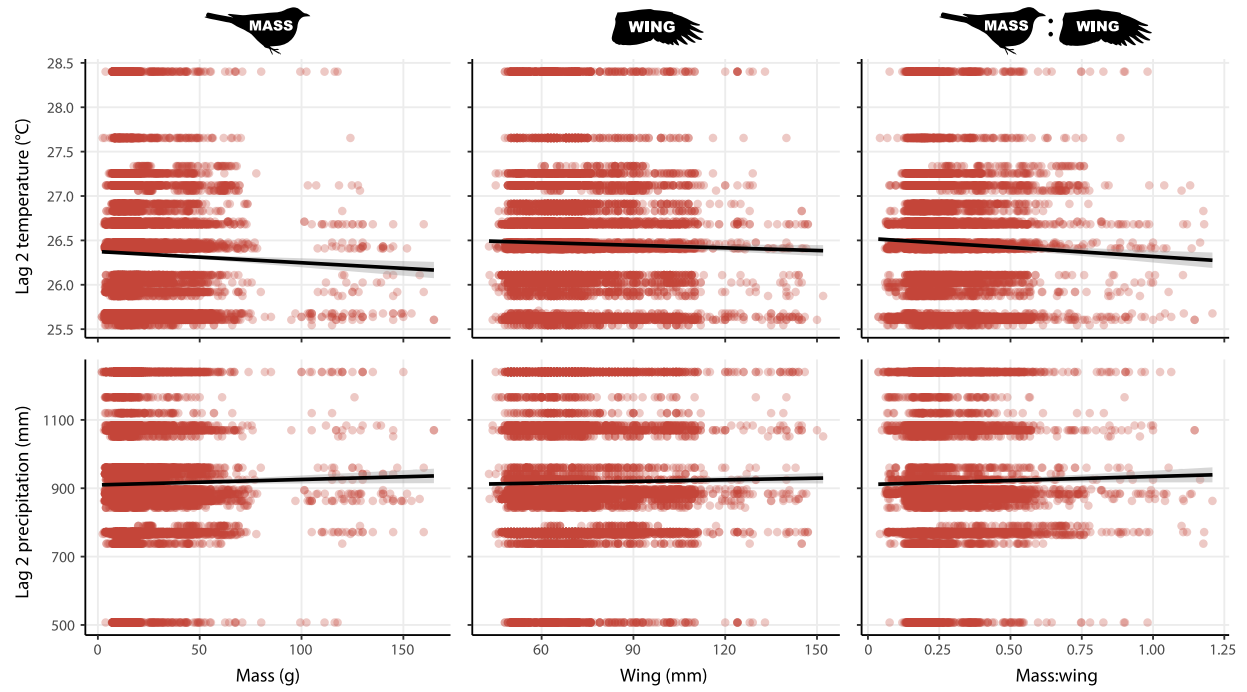 MASS
WING
MASS : WING
Lag 2 temperature (°C)
28.5
28.0
27.5
27.0
26.5
26.0
25.5
Lag 2 precipitation (mm)
1100
900
700
500
0 50 100 150
60 90 120 150
0 0.25 0.50 0.75 1.00 1.25
Mass (g)
Wing (mm)
Mass:wing